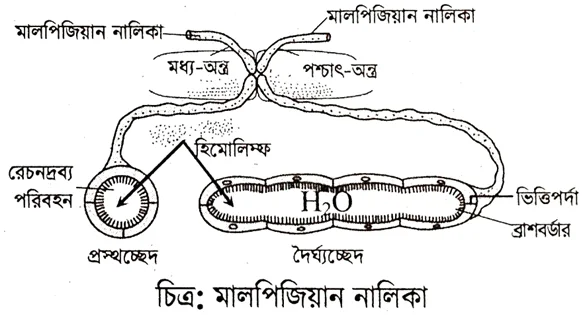 মালপিজিয়ান নালিকা
মালপিজিয়ান নালিকা
মধ্য-অন্ত্র
পশ্চাৎ-অন্ত্র
হিমোলিম্ফ
রেচনদ্রব্য
পরিবহন
H₂O
ভিত্তিপর্দা
ব্রাশবর্ডার
প্রস্থচ্ছেদ
দৈর্ঘ্যচ্ছেদ
চিত্র: মালপিজিয়ান নালিকা